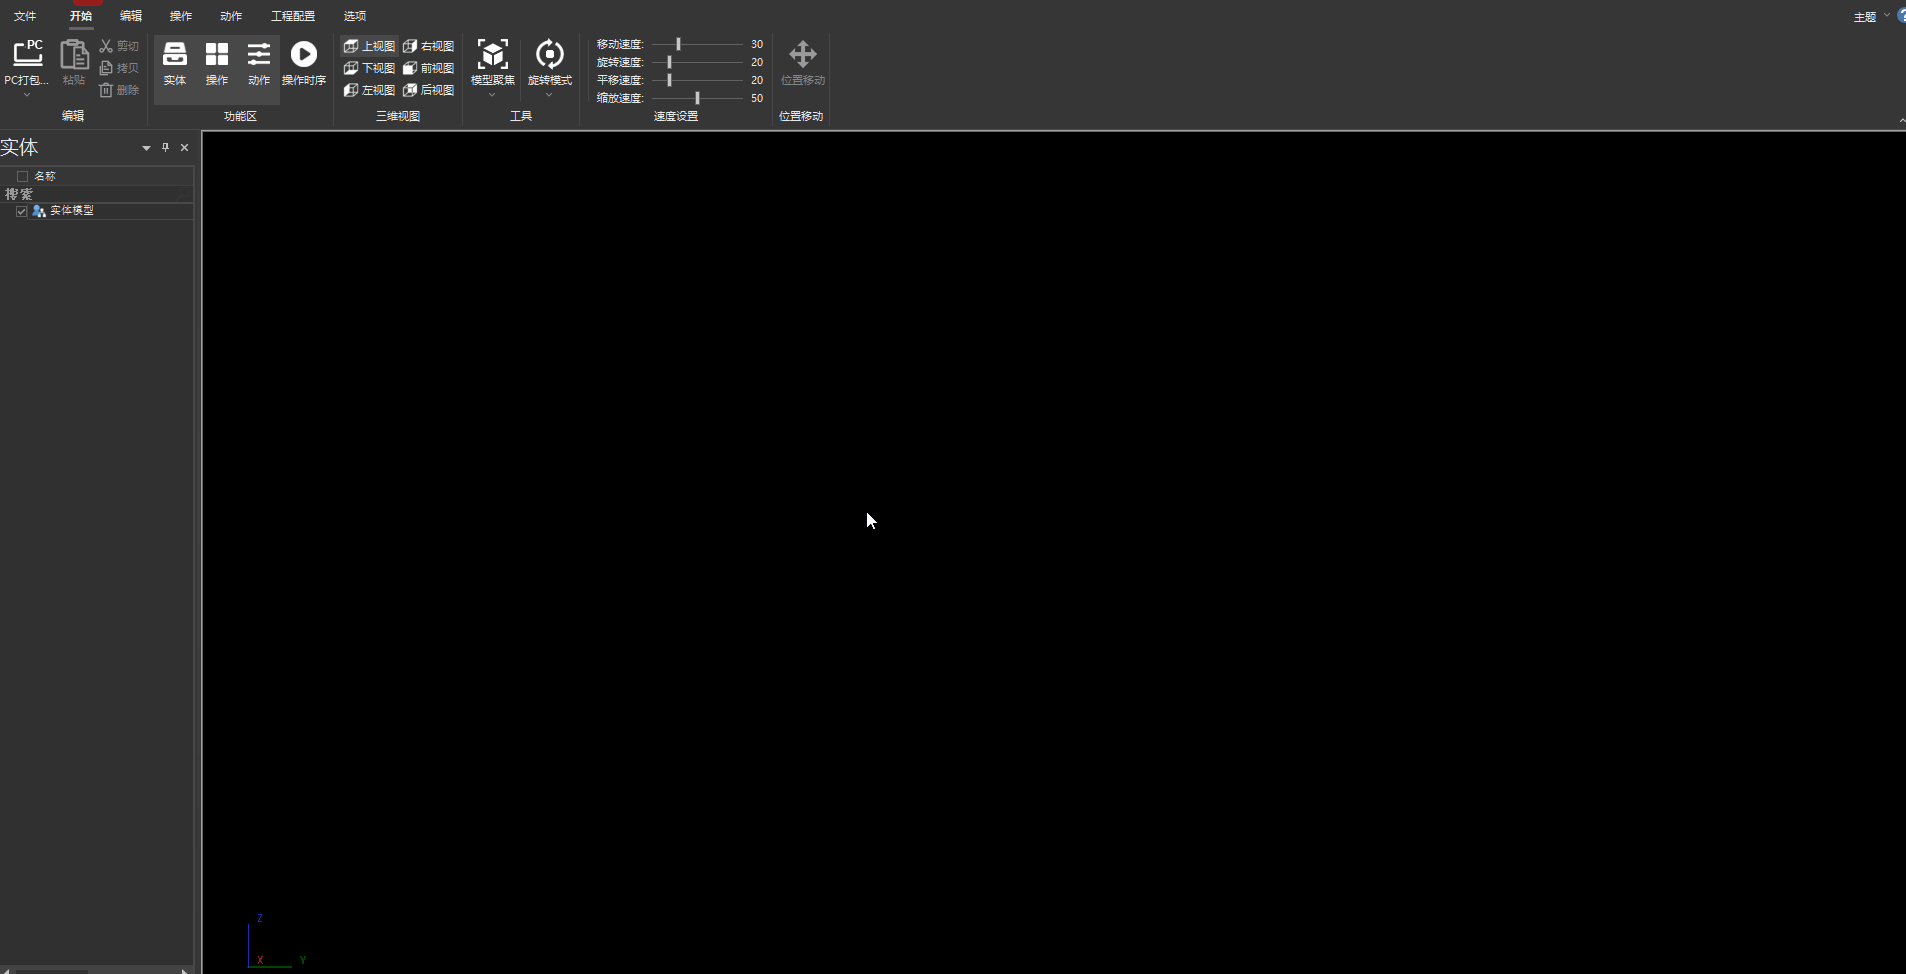 文件 开始 编辑 操作 动作 工程配置 选项 主题
PC打包... 粘贴 剪切 拷贝 删除
编辑
实体 操作 动作 操作时序
功能区
上视图 右视图
下视图 前视图
左视图 后视图
三维视图
模型聚焦 旋转模式
工具
移动速度: 30
旋转速度: 20
平移速度: 20
缩放速度: 50
速度设置
位置移动
位置移动
实体
名称
搜索
实体模型
Z
X Y